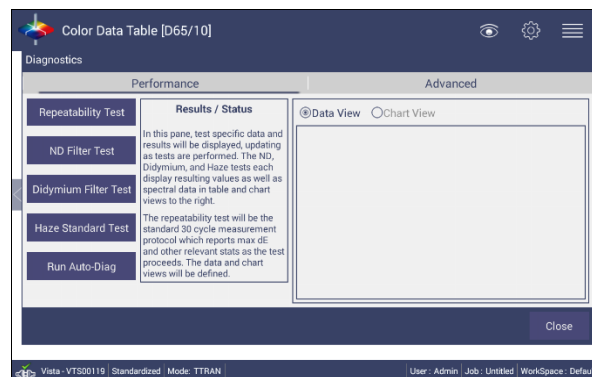 Color Data Table [D65/10]
Diagnostics
Performance
Advanced
Repeatability Test
ND Filter Test
Didymium Filter Test
Haze Standard Test
Run Auto-Diag
Results / Status
In this pane, test specific data and
results will be displayed, updating
as tests are performed. The ND,
Didymium, and Haze tests each
display resulting values as well as
spectral data in table and chart
views to the right.
The repeatability test will be the
standard 30 cycle measurement
protocol which reports max dE
and other relevant stats as the test
proceeds. The data and chart
views will be defined.
Data View Chart View
Close
Vista - VTS00119 Standardized Mode: TTRAN User : Admin Job : Untitled WorkSpace : Defau